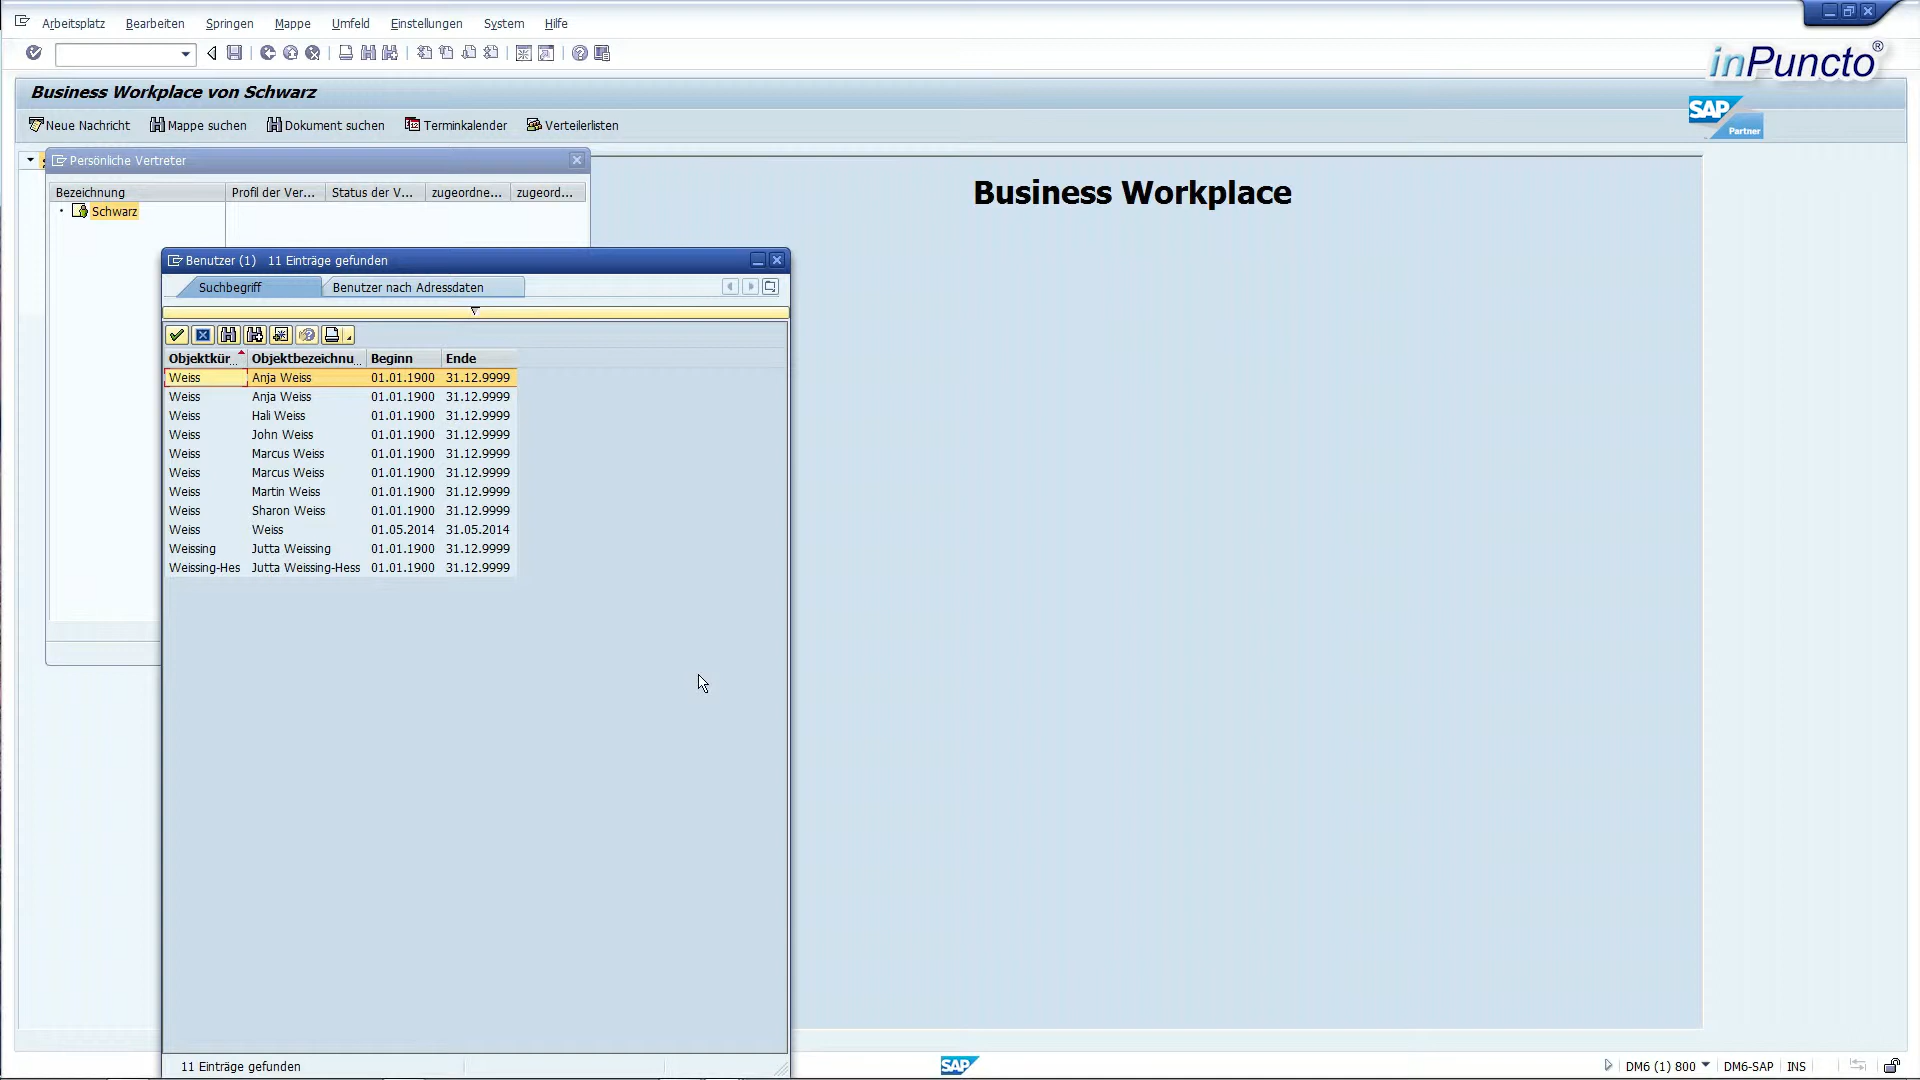 Arbeitsplatz Bearbeiten Springen Mappe Umfeld Einstellungen System Hilfe
inPuncto®
Business Workplace von Schwarz
SAP Partner
Neue Nachricht Mappe suchen Dokument suchen Terminkalender Verteilerlisten
Persönliche Vertreter
Business Workplace
Bezeichnung Profil der Ver... Status der V... zugeordne... zugeord...
Schwarz
Benutzer (1) 11 Einträge gefunden
Suchbegriff Benutzer nach Adressdaten
Objektkür... Objektbezeichnu... Beginn Ende
Weiss Anja Weiss 01.01.1900 31.12.9999
Weiss Anja Weiss 01.01.1900 31.12.9999
Weiss Hali Weiss 01.01.1900 31.12.9999
Weiss John Weiss 01.01.1900 31.12.9999
Weiss Marcus Weiss 01.01.1900 31.12.9999
Weiss Marcus Weiss 01.01.1900 31.12.9999
Weiss Martin Weiss 01.01.1900 31.12.9999
Weiss Sharon Weiss 01.01.1900 31.12.9999
Weiss Weiss 01.05.2014 31.05.2014
Weissing Jutta Weissing 01.01.1900 31.12.9999
Weissing-Hes Jutta Weissing-Hess 01.01.1900 31.12.9999
11 Einträge gefunden
SAP
DM6 (1) 800 DM6-SAP INS